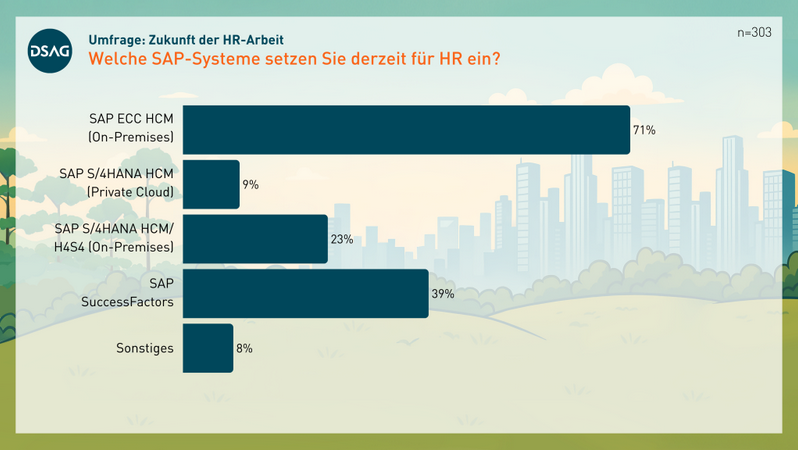 DSAG
Umfrage: Zukunft der HR-Arbeit
Welche SAP-Systeme setzen Sie derzeit für HR ein?
n=303
SAP ECC HCM
(On-Premises)
71%
SAP S/4HANA HCM
(Private Cloud)
9%
SAP S/4HANA HCM/
H4S4 (On-Premises)
23%
SAP
SuccessFactors
39%
Sonstiges
8%